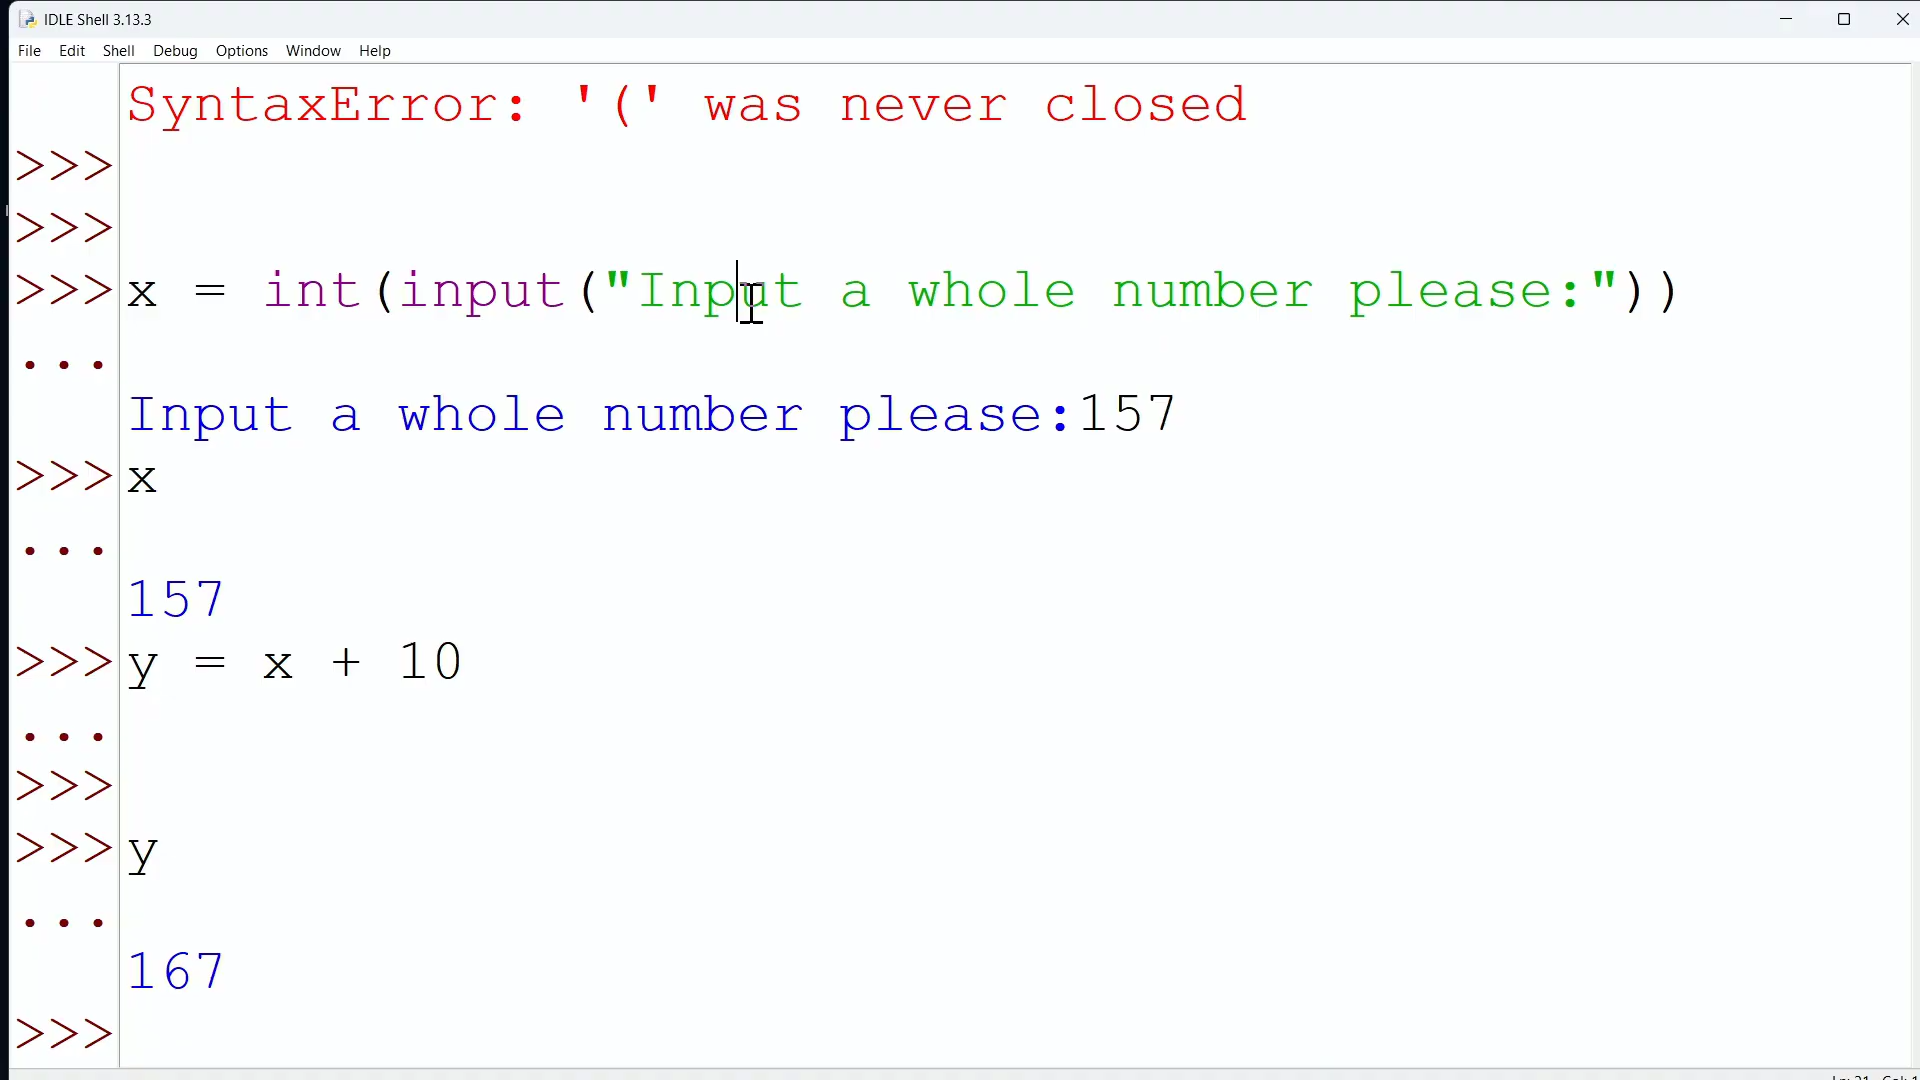 IDLE Shell 3.13.3
File Edit Shell Debug Options Window Help
SyntaxError: '(' was never closed
>>>
>>>
>>> x = int(input("Input a whole number please:"))
...
Input a whole number please:157
>>> x
...
157
>>> y = x + 10
...
>>>
>>> y
...
167
>>>